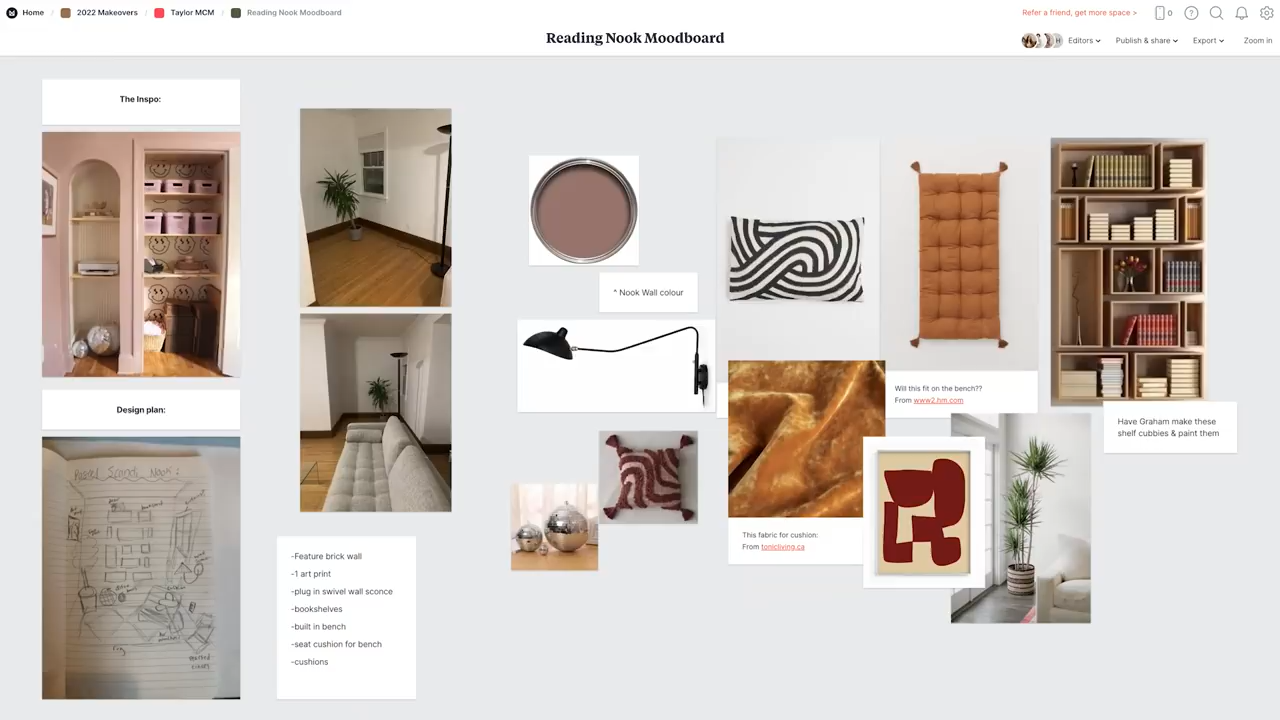 Home / 2022 Makeovers / Taylor MCM / Reading Nook Moodboard
Refer a friend, get more space >
0
Reading Nook Moodboard
H
Editors
Publish & share
Export
Zoom in
The Inspo:
Design plan:
Nook:
Rug
-Feature brick wall
-1 art print
-plug in swivel wall sconce
-bookshelves
-built in bench
-seat cushion for bench
-cushions
^ Nook Wall colour
Will this fit on the bench??
From www2.hm.com
This fabric for cushion:
From tonicliving.ca
Have Graham make these
shelf cubbies & paint them